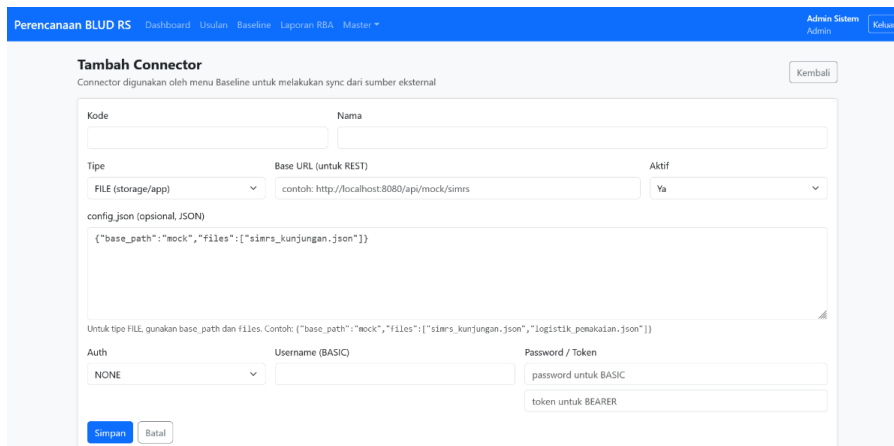 Perencanaan BLUD RS Dashboard Usulan Baseline Laporan RBA Master Admin Sistem
Admin
Tambah Connector
Connector digunakan oleh menu Baseline untuk melakukan sync dari sumber eksternal
Kembali
Kode Nama
Tipe Base URL (untuk REST) Aktif
FILE (storage/app) contoh: http://localhost:8080/api/mock/simrs Ya
config_json (opsional, JSON)
{"base_path":"mock","files":["simrs_kunjungan.json"]}
Untuk tipe FILE, gunakan base_path dan files. Contoh: {"base_path":"mock","files":["simrs_kunjungan.json","logistik_pemakaian.json"]}
Auth Username (BASIC) Password / Token
NONE password untuk BASIC
token untuk BEARER
Simpan Batal